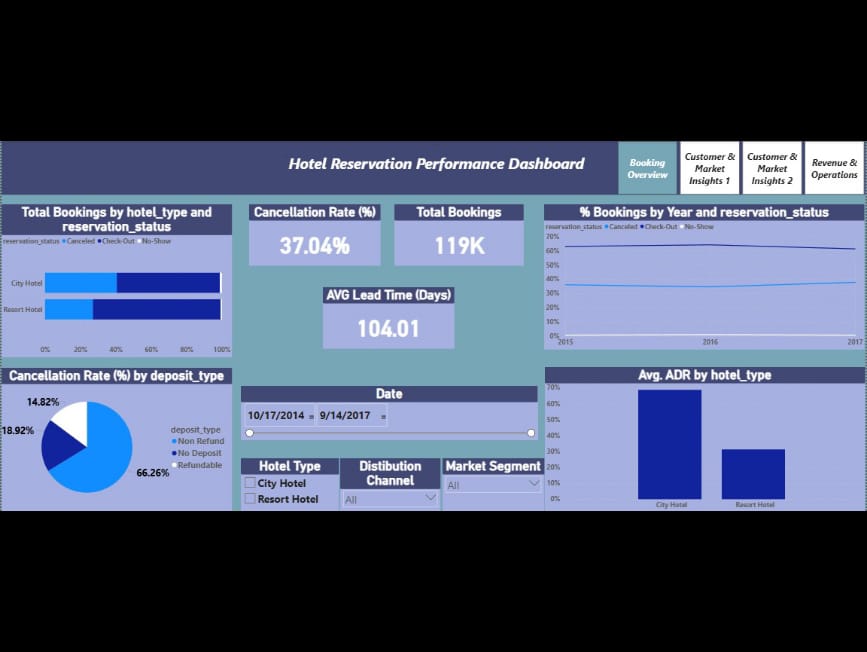 Hotel Reservation Performance Dashboard
Booking
Overview
Customer &
Market
Insights 1
Customer &
Market
Insights 2
Revenue &
Operations
Total Bookings by hotel_type and
reservation_status
reservation_status Canceled Check-Out No-Show
City Hotel
Resort Hotel
0% 20% 40% 60% 80% 100%
Cancellation Rate (%)
37.04%
Total Bookings
119K
AVG Lead Time (Days)
104.01
% Bookings by Year and reservation_status
reservation_status Canceled Check-Out No-Show
70%
60%
50%
40%
30%
20%
10%
0%
2015 2016 2017
Cancellation Rate (%) by deposit_type
14.82%
18.92%
66.26%
deposit_type
Non Refund
No Deposit
Refundable
Date
10/17/2014 9/14/2017
Hotel Type
City Hotel
Resort Hotel
Distibution
Channel
All
Market Segment
All
Avg. ADR by hotel_type
70%
60%
50%
40%
30%
20%
10%
0%
City Hotel Resort Hotel